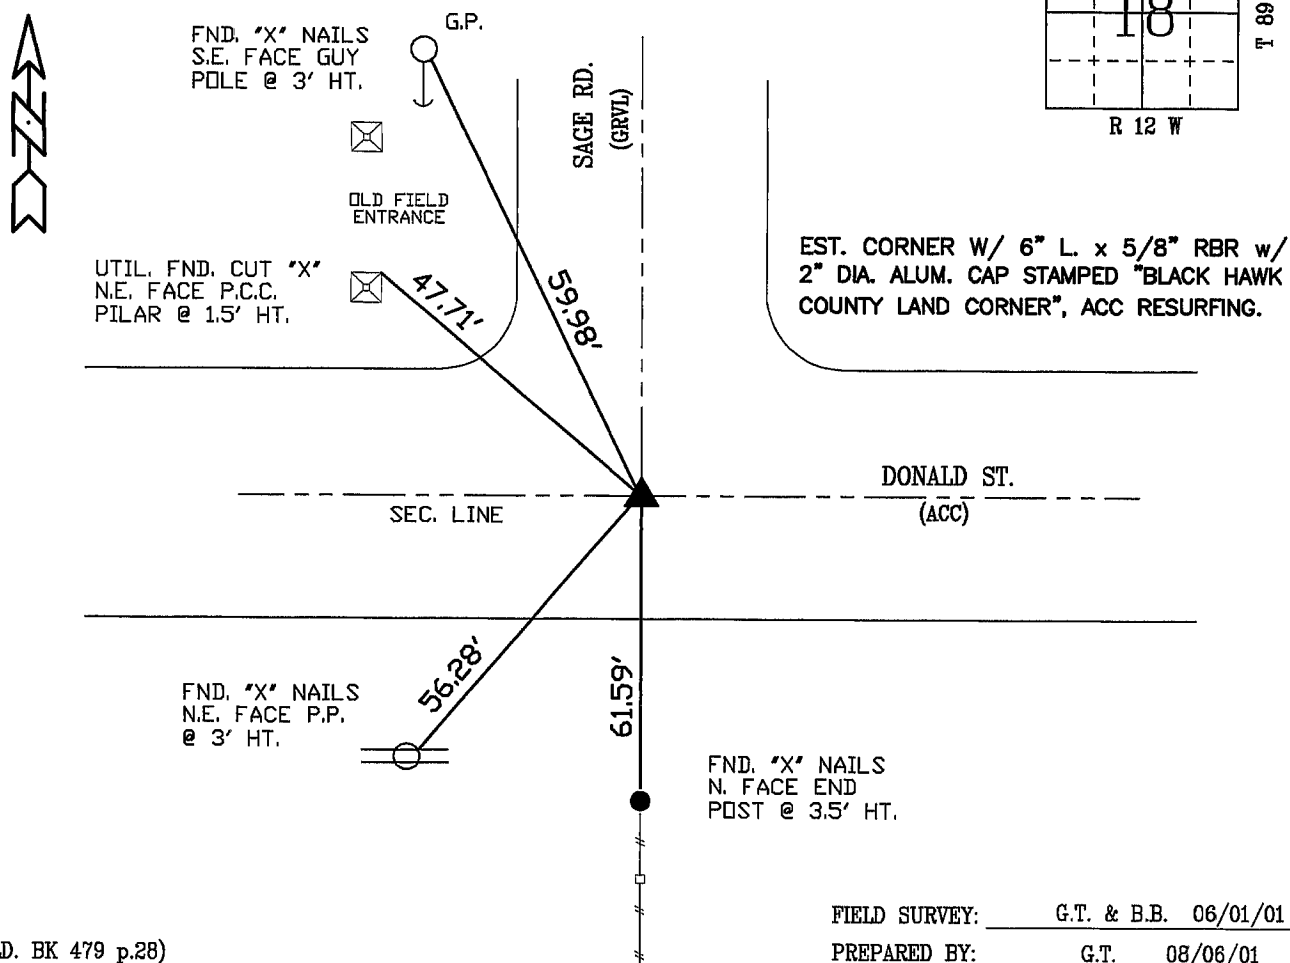 G.P.
FND. "X" NAILS
S.E. FACE GUY
POLE @ 3' HT.
SAGE RD.
(GRVL)
18
T 89
R 12 W
OLD FIELD
ENTRANCE
UTIL. FND. CUT "X"
N.E. FACE P.C.C.
PILAR @ 1.5' HT.
47.71'
59.98'
EST. CORNER W/ 6" L. x 5/8" RBR w/
2" DIA. ALUM. CAP STAMPED "BLACK HAWK
COUNTY LAND CORNER", ACC RESURFING.
DONALD ST.
(ACC)
SEC. LINE
56.28'
61.59'
FND. "X" NAILS
N.E. FACE P.P.
@ 3' HT.
FND. "X" NAILS
N. FACE END
POST @ 3.5' HT.
FIELD SURVEY: G.T. & B.B. 06/01/01
PREPARED BY: G.T. 08/06/01
D. BK 479 p.28)